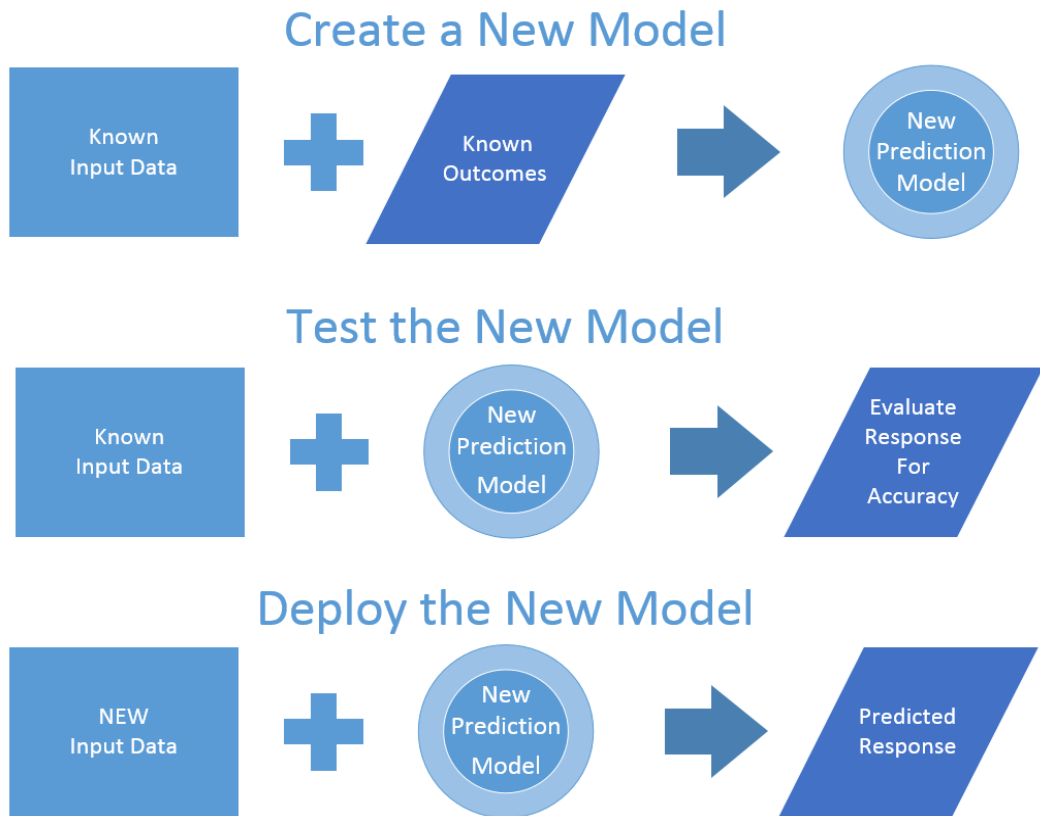 Create a New Model
Known
Input Data
Known
Outcomes
New
Prediction
Model
Test the New Model
Known
Input Data
New
Prediction
Model
Evaluate
Response
For
Accuracy
Deploy the New Model
NEW
Input Data
New
Prediction
Model
Predicted
Response